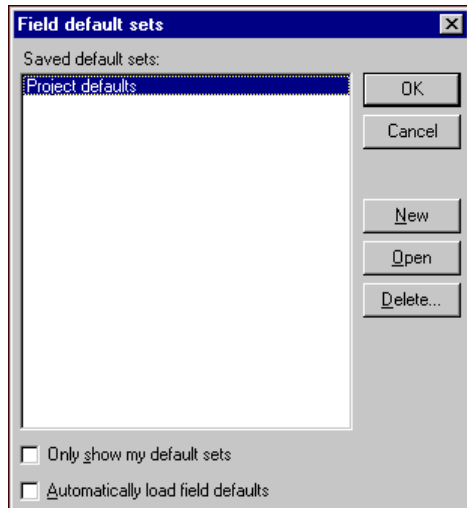 Field default sets
Saved default sets:
Project defaults
OK
Cancel
New
Open
Delete...
Only show my default sets
Automatically load field defaults